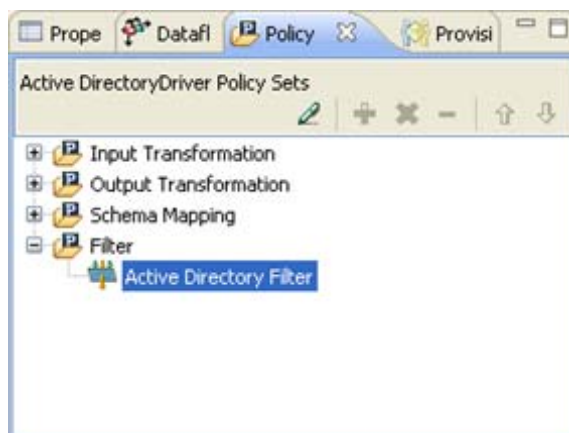 Prope Datafl Policy Provisi
Active DirectoryDriver Policy Sets
Input Transformation
Output Transformation
Schema Mapping
Filter
Active Directory Filter